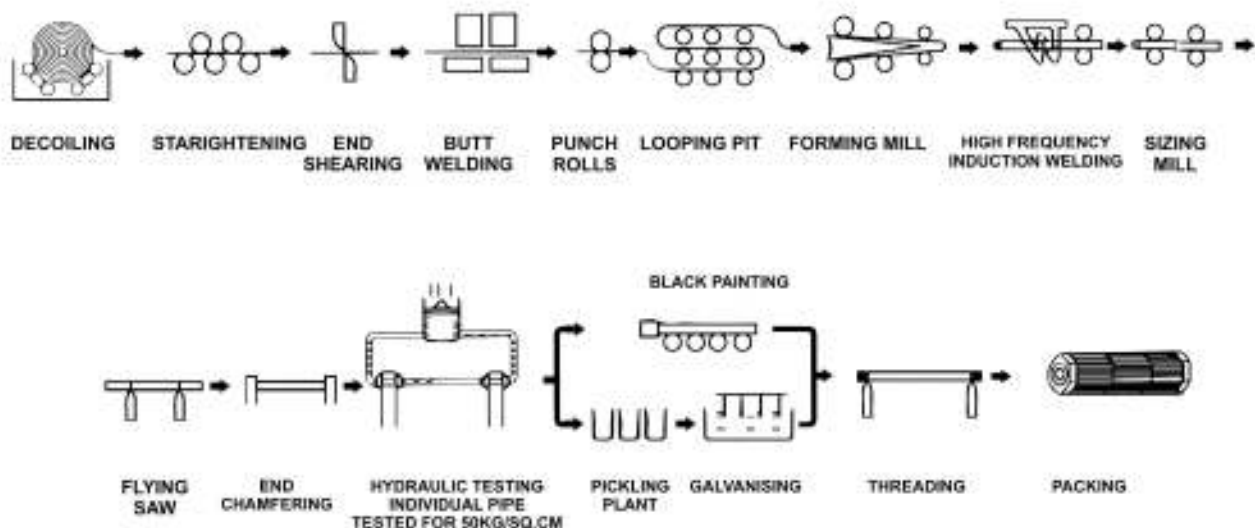 DECOILING
STARIGHTENING
END
SHEARING
BUTT
WELDING
PUNCH
ROLLS
LOOPING PIT
FORMING MILL
HIGH FREQUENCY
INDUCTION WELDING
SIZING
MILL
BLACK PAINTING
FLYING
SAW
END
CHAMFERING
HYDRAULIC TESTING
INDIVIDUAL PIPE
TESTED FOR 50KG/SQ.CM
PICKLING
PLANT
GALVANISING
THREADING
PACKING